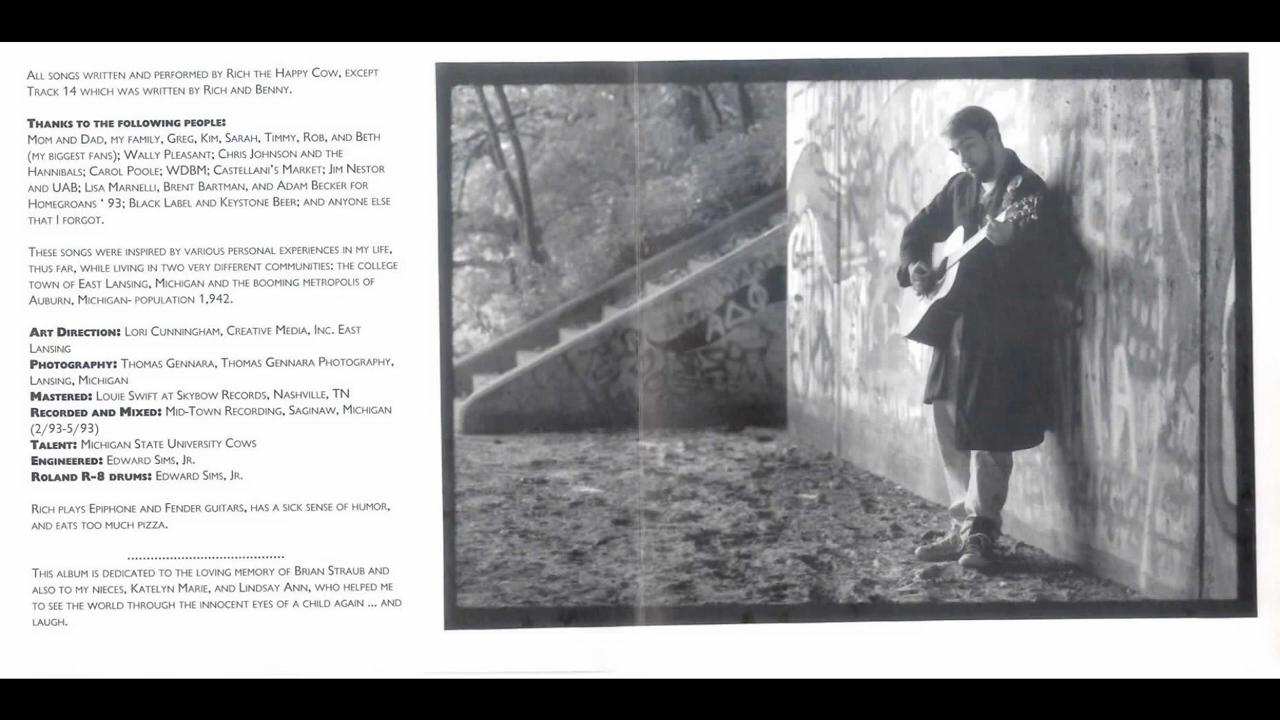 All songs written and performed by Rich the Happy Cow, except
Track 14 which was written by Rich and Benny.
Thanks to the following people:
Mom and Dad, my family, Greg, Kim, Sarah, Timmy, Rob, and Beth
(my biggest fans); Wally Pleasant; Chris Johnson and the
Hannibals; Carol Poole; WDBM; Castellani's Market; Jim Nestor
and UAB; Lisa Marnelli, Brent Bartman, and Adam Becker for
Homegroans ' 93; Black Label and Keystone Beer; and anyone else
that I forgot.
These songs were inspired by various personal experiences in my life,
thus far, while living in two very different communities: the college
town of East Lansing, Michigan and the booming metropolis of
Auburn, Michigan- population 1,942.
Art Direction: Lori Cunningham, Creative Media, Inc. East
Lansing
Photography: Thomas Gennara, Thomas Gennara Photography,
Lansing, Michigan
Mastered: Louie Swift at Skybow Records, Nashville, TN
Recorded and Mixed: Mid-Town Recording, Saginaw, Michigan
(2/93-5/93)
Talent: Michigan State University Cows
Engineered: Edward Sims, Jr.
Roland R-8 drums: Edward Sims, Jr.
Rich plays Epiphone and Fender guitars, has a sick sense of humor,
and eats too much pizza.
This album is dedicated to the loving memory of Brian Straub and
also to my nieces, Katelyn Marie, and Lindsay Ann, who helped me
to see the world through the innocent eyes of a child again ... and
laugh.
ΑΔΦ